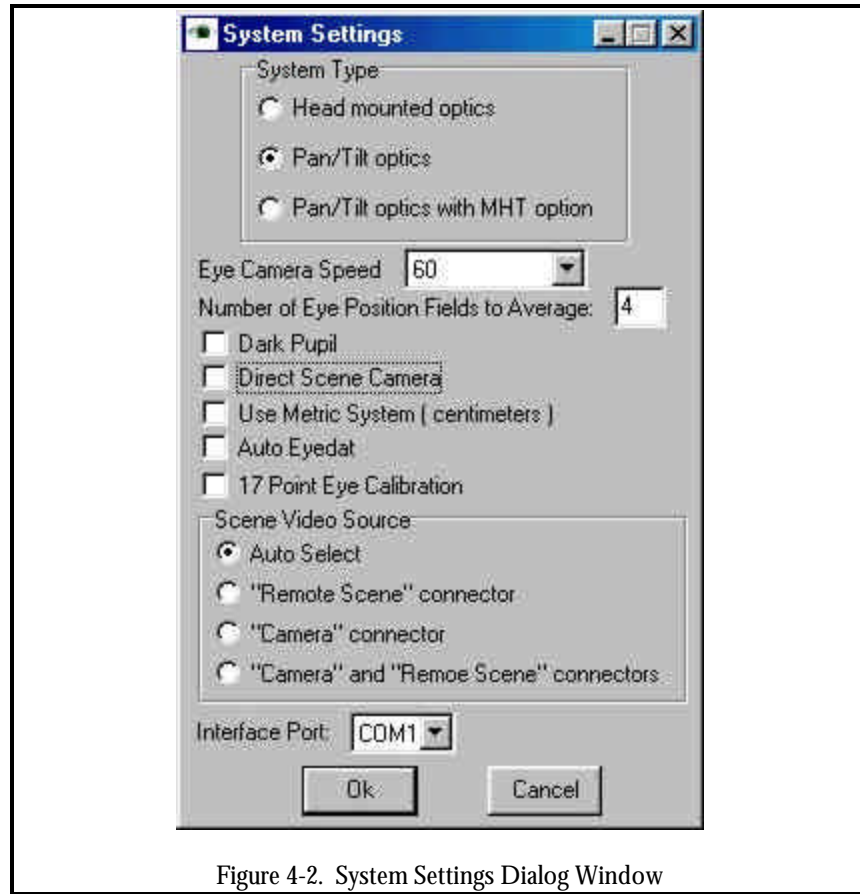 System Settings
System Type
Head mounted optics
Pan/Tilt optics
Pan/Tilt optics with MHT option
Eye Camera Speed 60
Number of Eye Position Fields to Average: 4
Dark Pupil
Direct Scene Camera
Use Metric System ( centimeters )
Auto Eyedat
17 Point Eye Calibration
Scene Video Source
Auto Select
"Remote Scene" connector
"Camera" connector
"Camera" and "Remoe Scene" connectors
Interface Port: COM1
Ok Cancel
Figure 4-2. System Settings Dialog Window